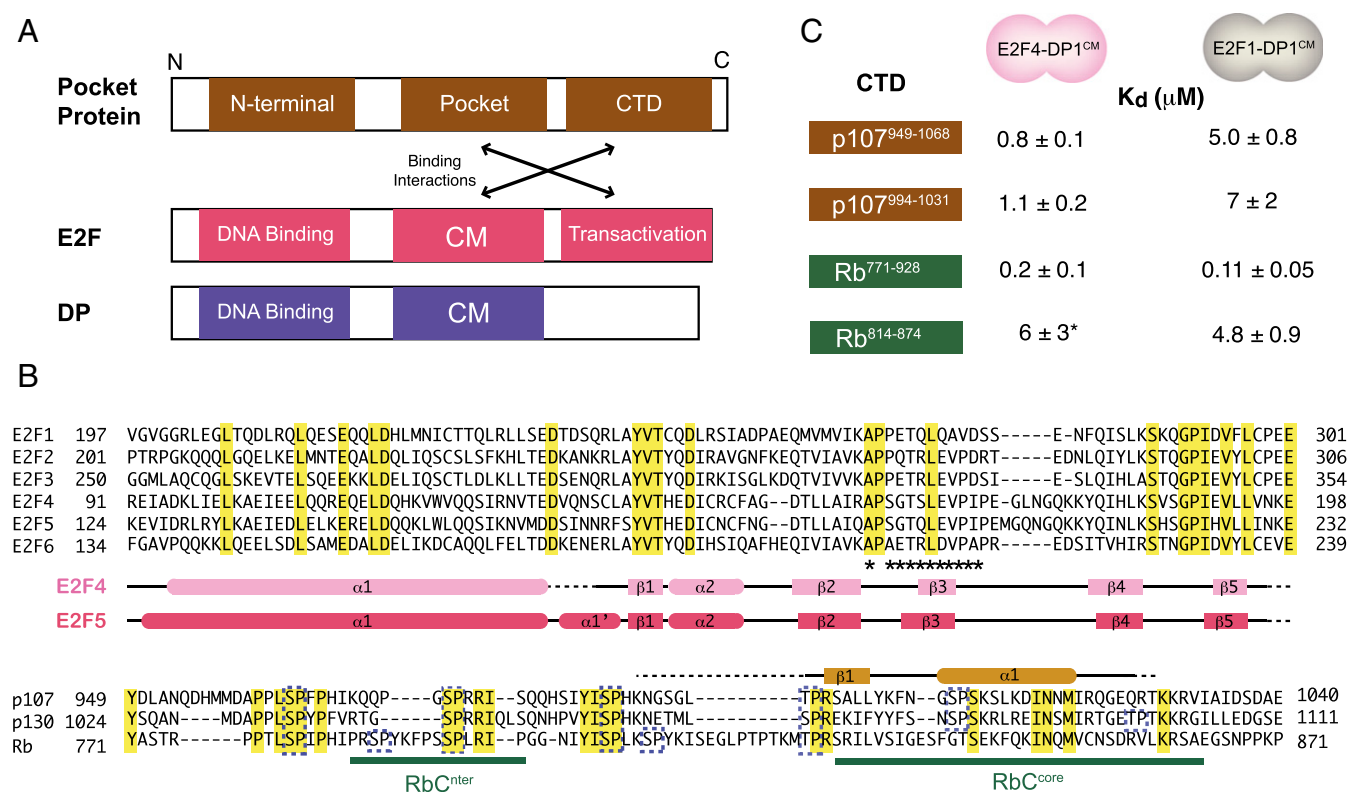 A
N
C
Pocket
Protein
N-terminal
Pocket
CTD
Binding
Interactions
E2F
DNA Binding
CM
Transactivation
DP
DNA Binding
CM
C
E2F4-DP1CM
E2F1-DP1CM
CTD
Kd (μM)
p107949-1068 0.8 ± 0.1 5.0 ± 0.8
p107994-1031 1.1 ± 0.2 7 ± 2
Rb771-928 0.2 ± 0.1 0.11 ± 0.05
Rb814-874 6 ± 3* 4.8 ± 0.9
B
E2F1 197 VGVGGRLEGLTQDLRQLQESEQQLDHLMNICTTQLRLLSEDTDSQRLAYVTCQDLRSIADPAEQMVMVIKAPPETQLQAVDSS-----E-NFQISLKSKQGPIDVFLCPEE 301
E2F2 201 PTRPGKQQQLGQELKELMNTEQALDQLIQSCSLSFKHLTEDKANKRLAYVTYQDIRAVGNFKEQTVIAVKAPPQTRLEVPDRT-----EDNLQIYLKSTQGPIEVYLCPEE 306
E2F3 250 GGMLAQCQGLSKEVTELSQEEKKLDELIQSCTLDLKLLTEDSENQRLAYVTYQDIRKISGLKDQTVIVVKAPPETRLEVPDSI-----ESLQIHLASTQGPIEVYLCPEE 354
E2F4 91 REIADKLIELKAEIEELQQREQELDQHKVWVQQSIRNVTEDVQNSCLAYVTHEDICRCFAG--DTLLAIRAPSGTSLEVPIPE-GLNGQKKYQIHLKSVSGPIEVLLVNKE 198
E2F5 124 KEVIDRLRYLKAEIEDLELKERELDQQKLWLQQSIKNVMDDSINNRFSYVTHEDICNCFNG--DTLLAIQAPSGTQLEVPIPEMGQNGQKKYQINLKSHSGPIHVLLINKE 232
E2F6 134 FGAVPQQKKLQEELSDLSAMEDALDELIKDCAQQLFELTDDKENERLAYVTYQDIHSIQAFHEQIVIAVKAPAETRLDVPAPR-----EDSITVHIRSTNGPIDVYLCEVE 239
* **********
E2F4 α1 β1 α2 β2 β3 β4 β5
E2F5 α1 α1’ β1 α2 β2 β3 β4 β5
β1 α1
p107 949 YDLANQDHMMDAPPLSPFPHIKQQP----GSPRRI--SQQHSIYISPHKNGSGL---------TPRSALLYKFN--GSPSKSLKDINNMIRQGEQRTKKRVIAIDSDAE 1040
p130 1024 YSQAN----MDAPPLSPYPFVRTG------SPRRIQLSQNHPVYISPHKNETML---------SPREKIFYYFS--NSPSKRLREINSMIRTGETPTKKRGILLEDGSE 1111
Rb 771 YASTR-------PPTLSPIPHIPRSPYKFPSSPLRI--PGG-NIYISPLKSPYKISEGLPTPTKMTPRSRILVSIGESFGTSEKFQKINQMVCNSDRVLKRSAEGSNPPKP 871
RbCnter
RbCcore